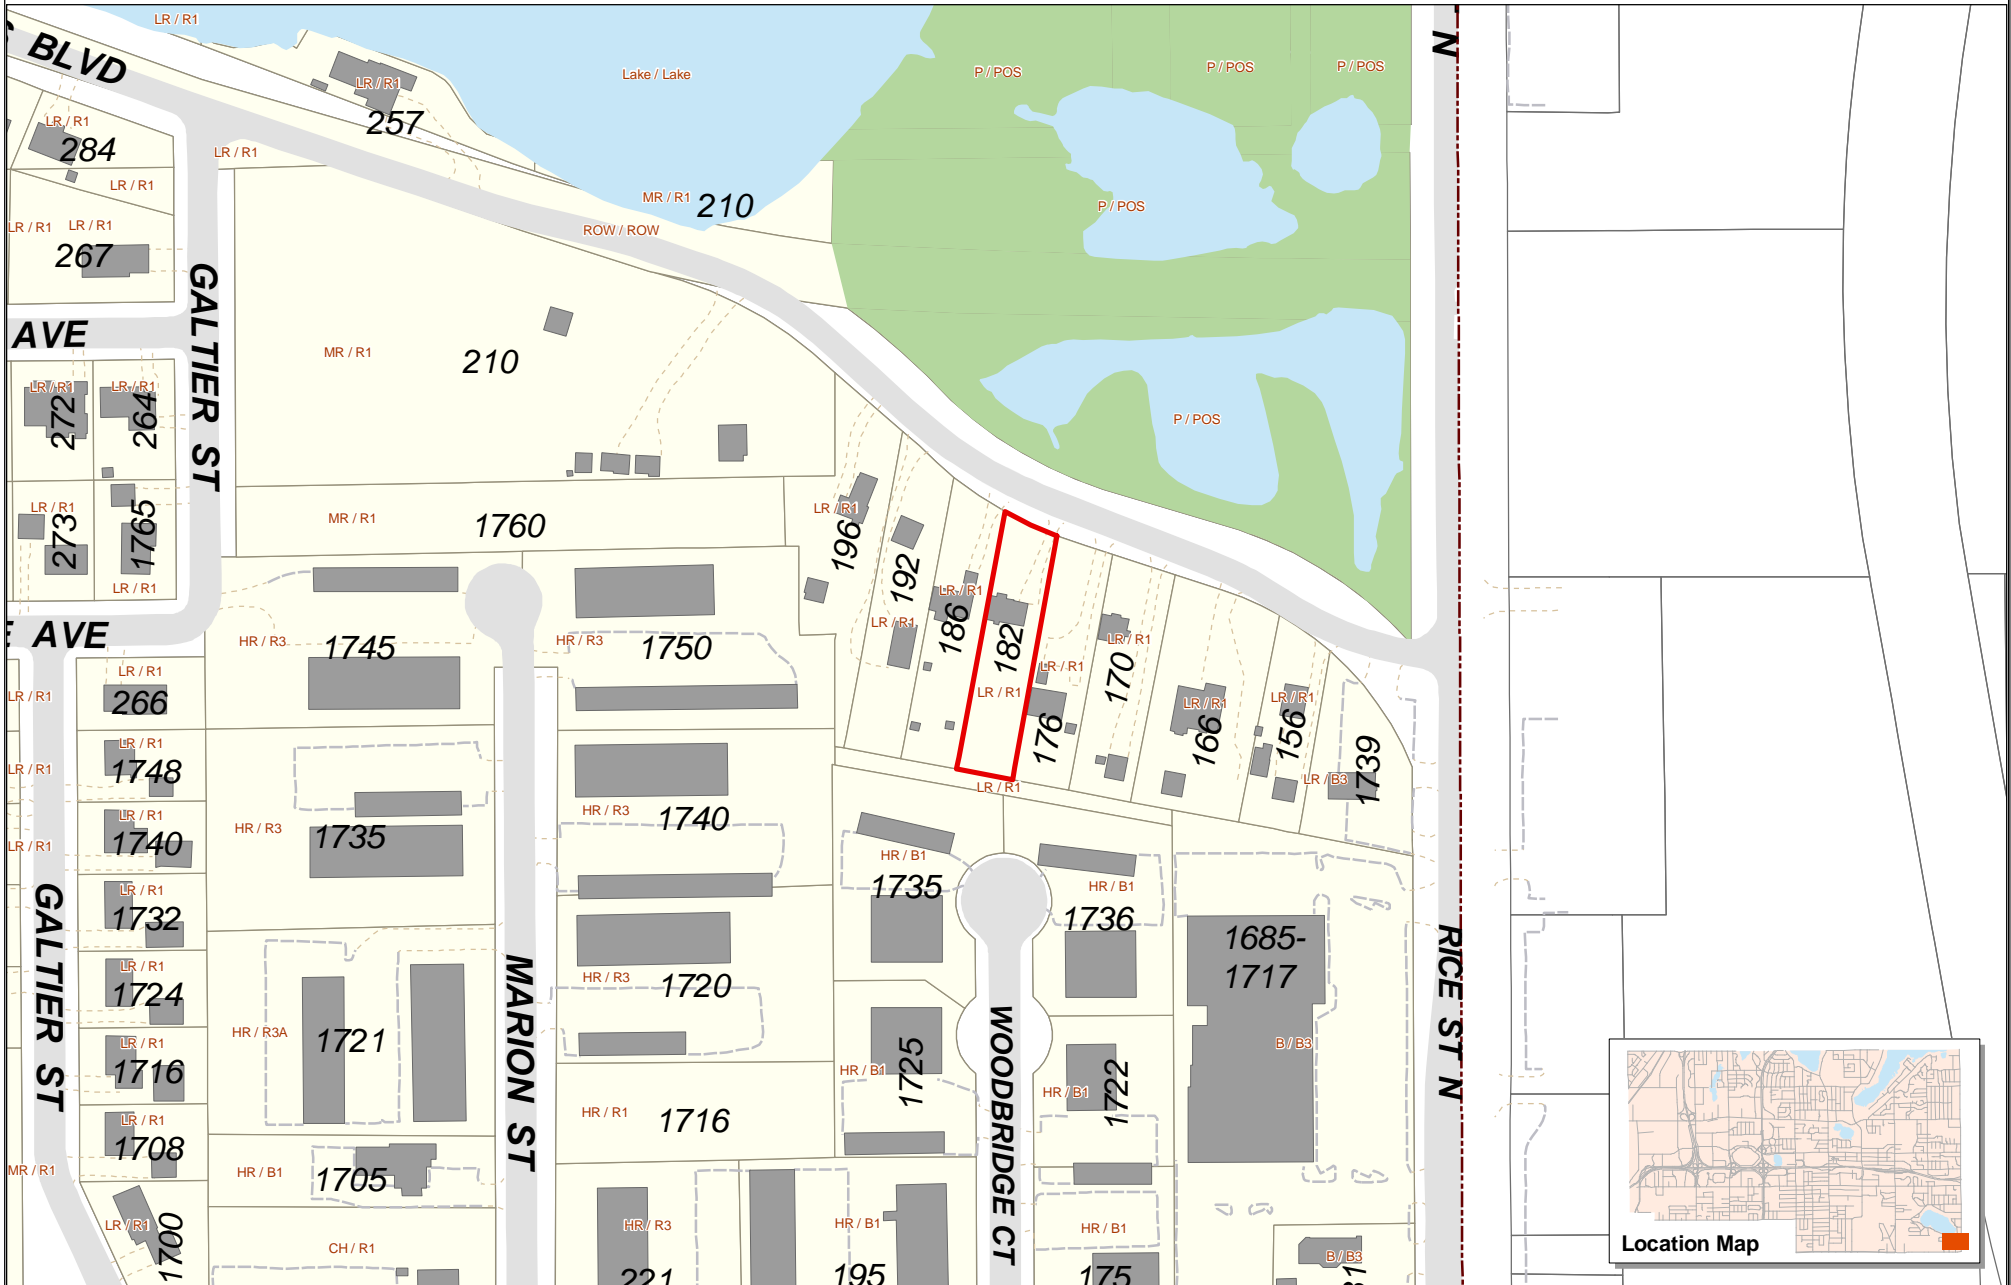 LR / R1
BLVD
LR / R1
257
Lake / Lake
P / POS
P / POS
P / POS
N
LR / R1
284
LR / R1
LR / R1
MR / R1
210
P / POS
LR / R1
LR / R1
ROW / ROW
267
GALTIER ST
AVE
MR / R1
210
P / POS
LR / R1
272
LR / R1
264
LR / R1
273
1765
LR / R1
MR / R1
1760
LR / R1
196
192
LR / R1
LR / R1
186
182
LR / R1
LR / R1
176
LR / R1
170
LR / R1
166
LR / R1
156
LR / B3
1739
LR / R1
E AVE
HR / R3
1745
HR / R3
1750
LR / R1
LR / R1
266
LR / R1
1748
LR / R1
HR / R3
1735
HR / R3
1740
LR / R1
1740
LR / R1
HR / B1
1735
HR / B1
1736
1685-
1717
B / B3
LR / R1
1732
LR / R1
1724
HR / R3
1720
HR / R3A
1721
LR / R1
1716
HR / B1
1725
HR / B1
1722
GALTIER ST
MARION ST
WOODBRIDGE CT
RICE ST N
HR / R1
1716
LR / R1
1708
MR / R1
HR / B1
1705
LR / R1
1700
CH / R1
HR / R3
221
HR / B1
195
HR / B1
175
B / B3
Location Map